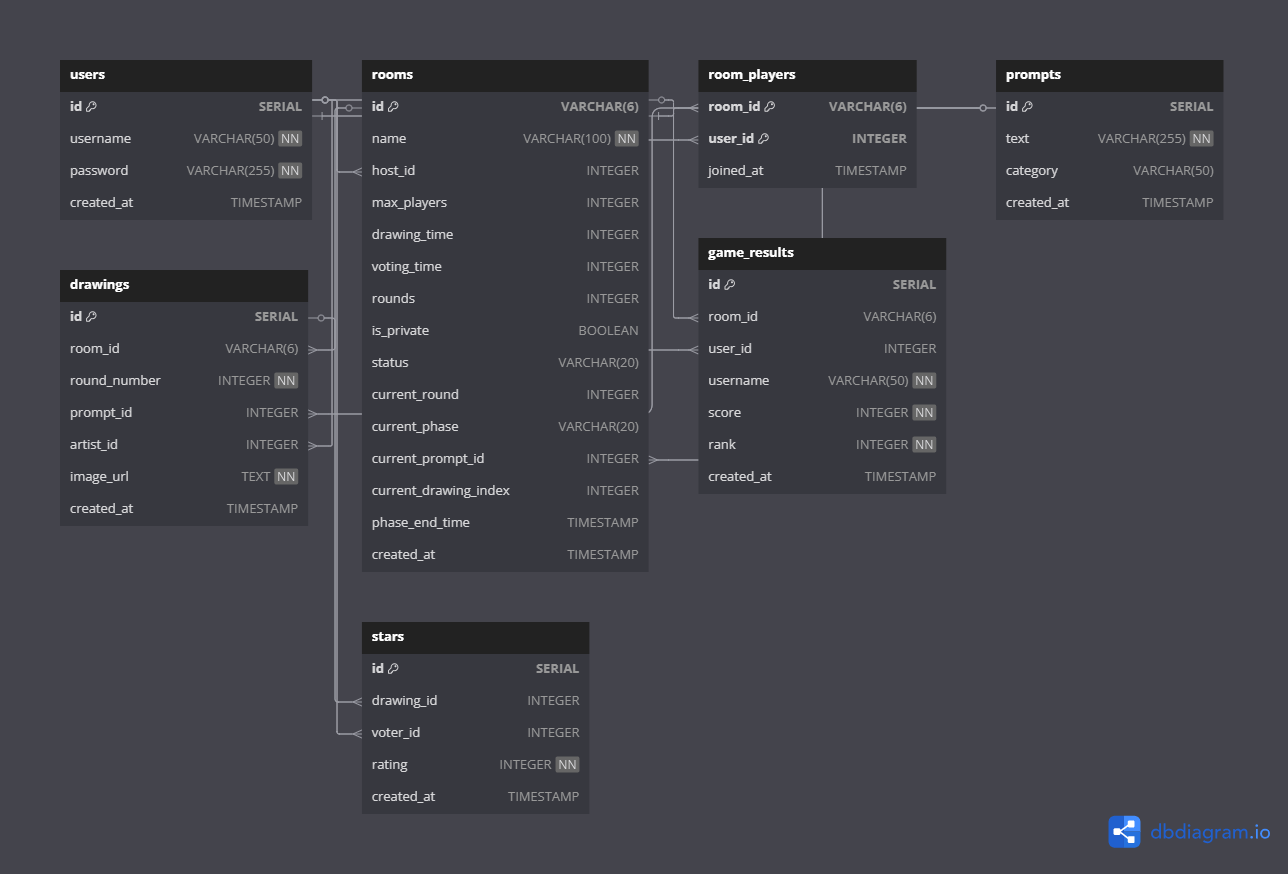 users
id SERIAL
username VARCHAR(50) NN
password VARCHAR(255) NN
created_at TIMESTAMP
rooms
id VARCHAR(6)
name VARCHAR(100) NN
host_id INTEGER
max_players INTEGER
drawing_time INTEGER
voting_time INTEGER
rounds INTEGER
is_private BOOLEAN
status VARCHAR(20)
current_round INTEGER
current_phase VARCHAR(20)
current_prompt_id INTEGER
current_drawing_index INTEGER
phase_end_time TIMESTAMP
created_at TIMESTAMP
room_players
room_id VARCHAR(6)
user_id INTEGER
joined_at TIMESTAMP
prompts
id SERIAL
text VARCHAR(255) NN
category VARCHAR(50)
created_at TIMESTAMP
drawings
id SERIAL
room_id VARCHAR(6)
round_number INTEGER NN
prompt_id INTEGER
artist_id INTEGER
image_url TEXT NN
created_at TIMESTAMP
game_results
id SERIAL
room_id VARCHAR(6)
user_id INTEGER
username VARCHAR(50) NN
score INTEGER NN
rank INTEGER NN
created_at TIMESTAMP
stars
id SERIAL
drawing_id INTEGER
voter_id INTEGER
rating INTEGER NN
created_at TIMESTAMP
dbdiagram.io